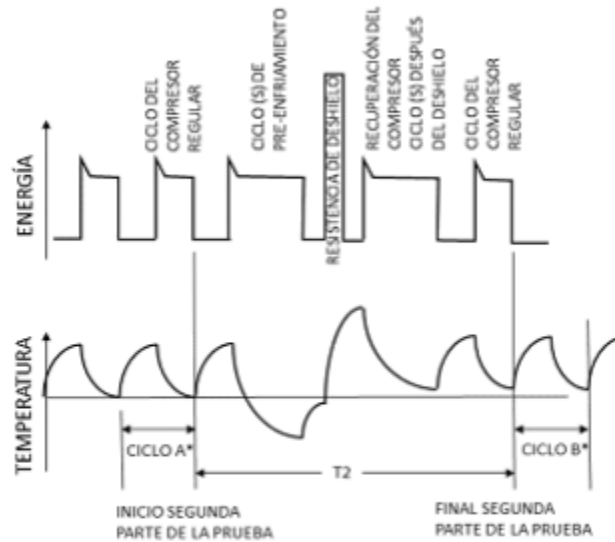 ENERGÍA
CICLO DEL
COMPRESOR
REGULAR
CICLO (S) DE
PRE-ENFRIAMIENTO
RESISTENCIA DE DESHIELO
RECUPERACIÓN DEL
COMPRESOR
CICLO (S) DESPUÉS
DEL DESHIELO
CICLO DEL
COMPRESOR
REGULAR
TEMPERATURA
CICLO A*
T2
CICLO B*
INICIO SEGUNDA
PARTE DE LA PRUEBA
FINAL SEGUNDA
PARTE DE LA PRUEBA